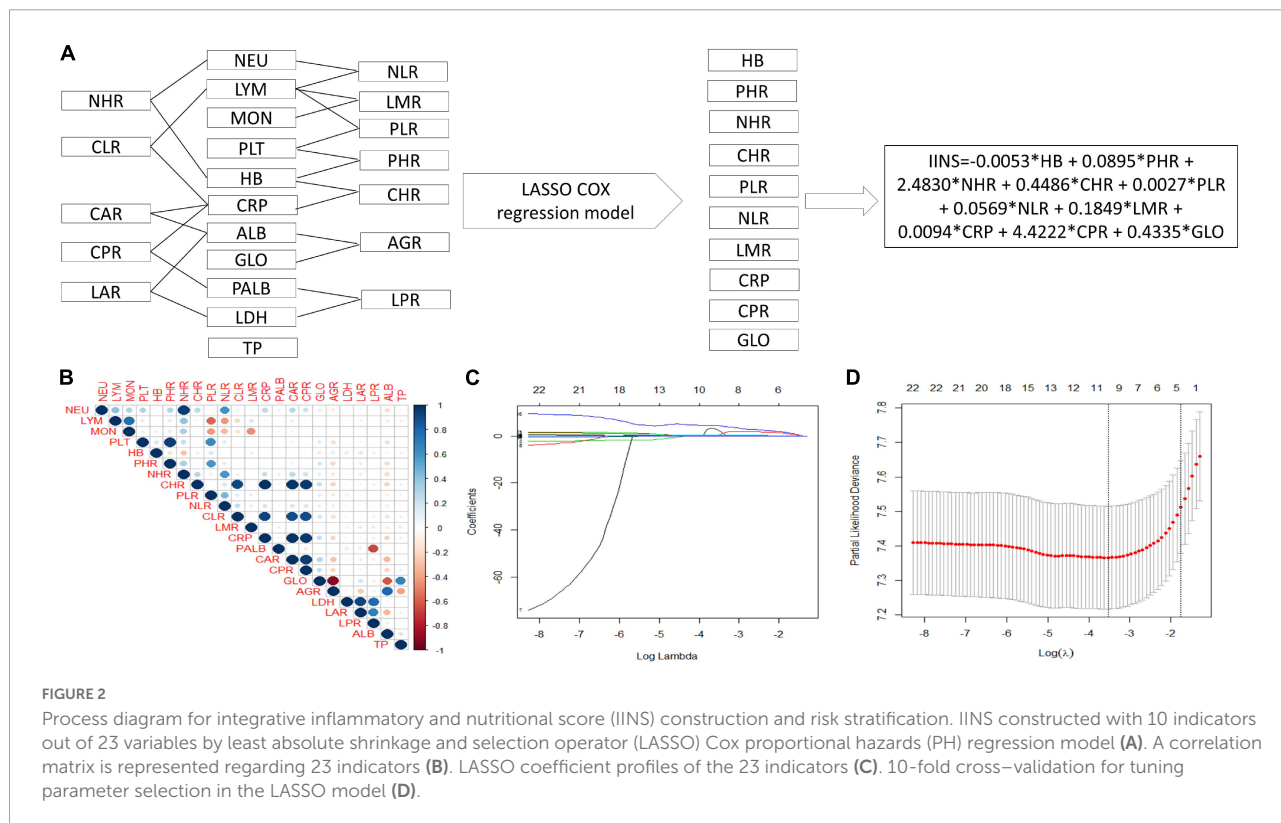 A
NEU
LYM
MON
PLT
HB
CRP
ALB
GLO
PALB
LDH
TP
NHR
CLR
CAR
CPR
LAR
NLR
LMR
PLR
PHR
CHR
AGR
LPR
LASSO COX
regression model
HB
PHR
NHR
CHR
PLR
NLR
LMR
CRP
CPR
GLO
IINS=-0.0053*HB + 0.0895*PHR +
2.4830*NHR + 0.4486*CHR + 0.0027*PLR
+ 0.0569*NLR + 0.1849*LMR +
0.0094*CRP + 4.4222*CPR + 0.4335*GLO
B
NEU LYM MON PLT HB PHR NHR CHR PLR NLR CLR LMR CRP PALB CAR CPR GLO AGR LDH LAR LPR ALB TP
NEU
LYM
MON
PLT
HB
PHR
NHR
CHR
PLR
NLR
CLR
LMR
CRP
PALB
CAR
CPR
GLO
AGR
LDH
LAR
LPR
ALB
TP
1
0.8
0.6
0.4
0.2
0
-0.2
-0.4
-0.6
-0.8
-1
C
22 21 18 13 10 6
0
-20
-40
-60
Coefficients
7
-8 -7 -6 -5 -4 -3 -2
Log Lambda
D
22 22 21 20 18 15 13 12 11 9 7 6 5 1
7.8
7.7
7.6
7.5
7.4
7.3
7.2
Partial Likelihood Deviance
-8 -7 -6 -5 -4 -3 -2
Log(λ)
FIGURE 2
Process diagram for integrative inflammatory and nutritional score (IINS) construction and risk stratification. IINS constructed with 10 indicators
out of 23 variables by least absolute shrinkage and selection operator (LASSO) Cox proportional hazards (PH) regression model (A). A correlation
matrix is represented regarding 23 indicators (B). LASSO coefficient profiles of the 23 indicators (C). 10-fold cross–validation for tuning
parameter selection in the LASSO model (D).